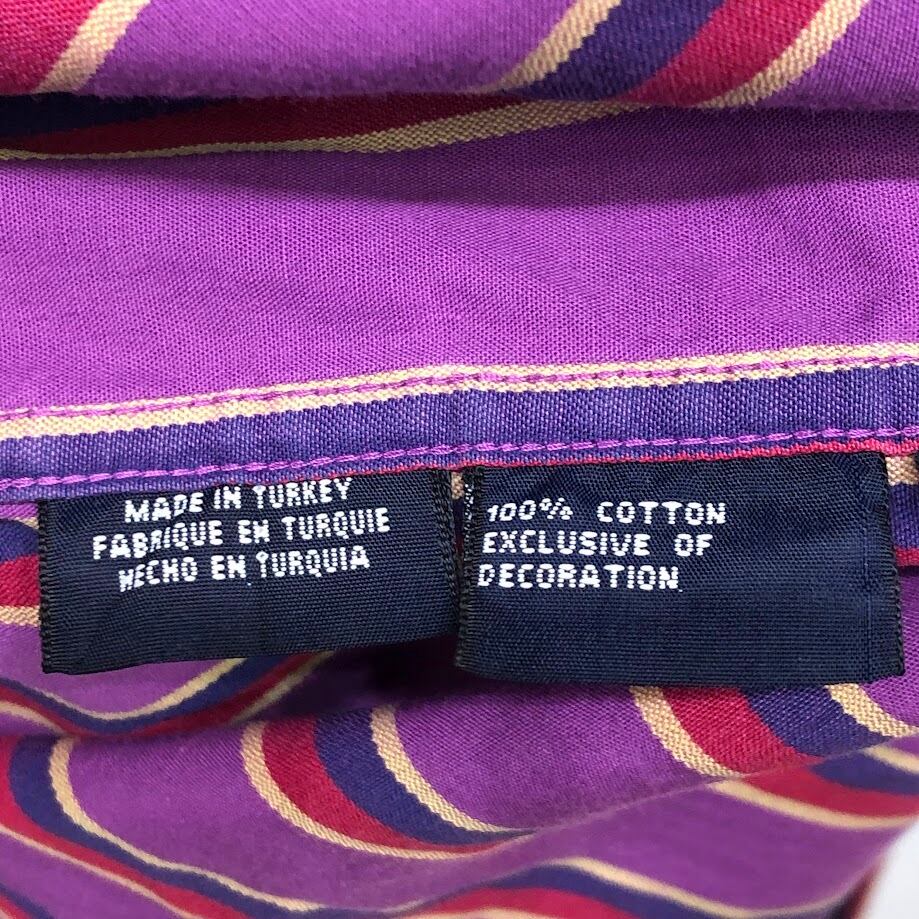 MADE IN TURKEY
FABRIQUE EN TURQUIE
HECHO EN TURQUIA
100% COTTON
EXCLUSIVE OF
DECORATION